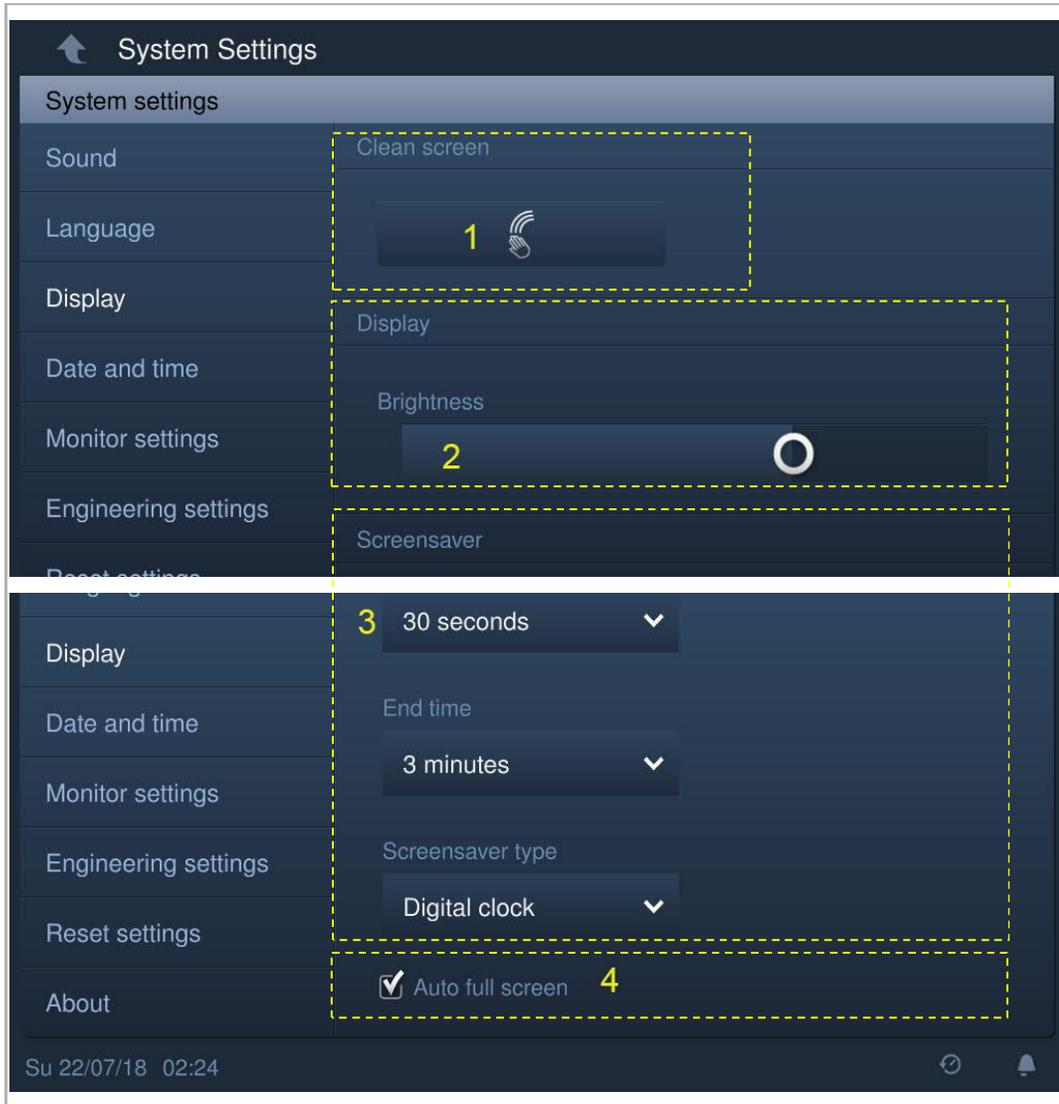 System Settings
System settings
Sound
Clean screen
Language
1
Display
Display
Date and time
Brightness
Monitor settings
2
Engineering settings
Screensaver
Reset settings
3 30 seconds
Display
End time
Date and time
3 minutes
Monitor settings
Screensaver type
Engineering settings
Digital clock
Reset settings
Auto full screen 4
About
Su 22/07/18 02:24